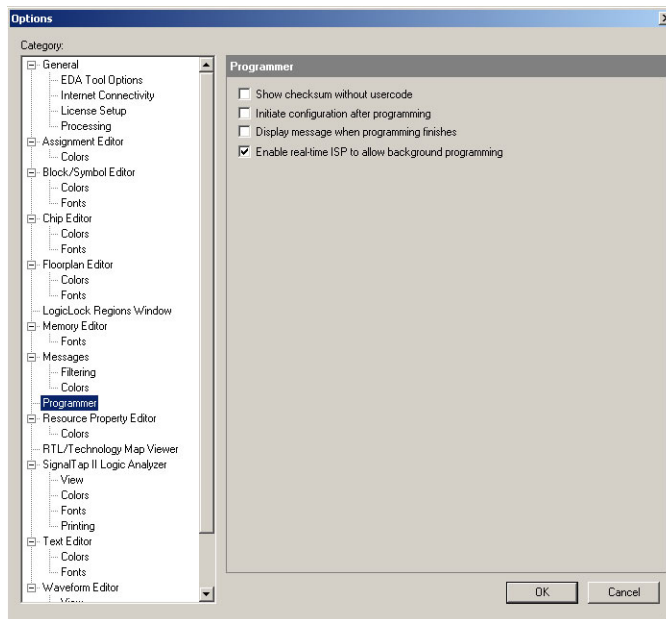 Options
Category:
General
EDA Tool Options
Internet Connectivity
License Setup
Processing
Assignment Editor
Colors
Block/Symbol Editor
Colors
Fonts
Chip Editor
Colors
Fonts
Floorplan Editor
Colors
Fonts
LogicLock Regions Window
Memory Editor
Fonts
Messages
Filtering
Colors
Programmer
Resource Property Editor
Colors
RTL/Technology Map Viewer
SignalTap II Logic Analyzer
View
Colors
Fonts
Printing
Text Editor
Colors
Fonts
Waveform Editor
Programmer
Show checksum without usercode
Initiate configuration after programming
Display message when programming finishes
Enable real-time ISP to allow background programming
OK
Cancel